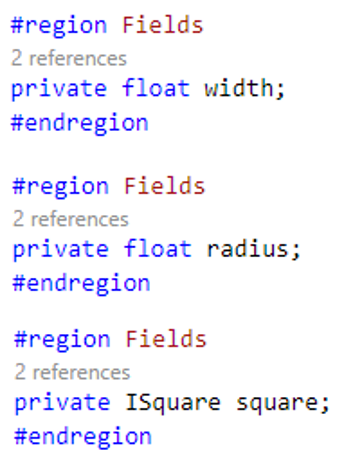 #region Fields
2 references
private float width;
#endregion
#region Fields
2 references
private float radius;
#endregion
#region Fields
2 references
private ISquare square;
#endregion